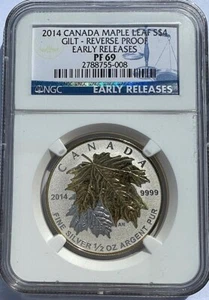 2014 CANADA MAPLE LEAF S$4
GILT - REVERSE PROOF
EARLY RELEASES
PF 69
2788755-008
NGC
EARLY RELEASES
CANADA
2014
9999
FINE SILVER ½ OZ ARGENT PUR